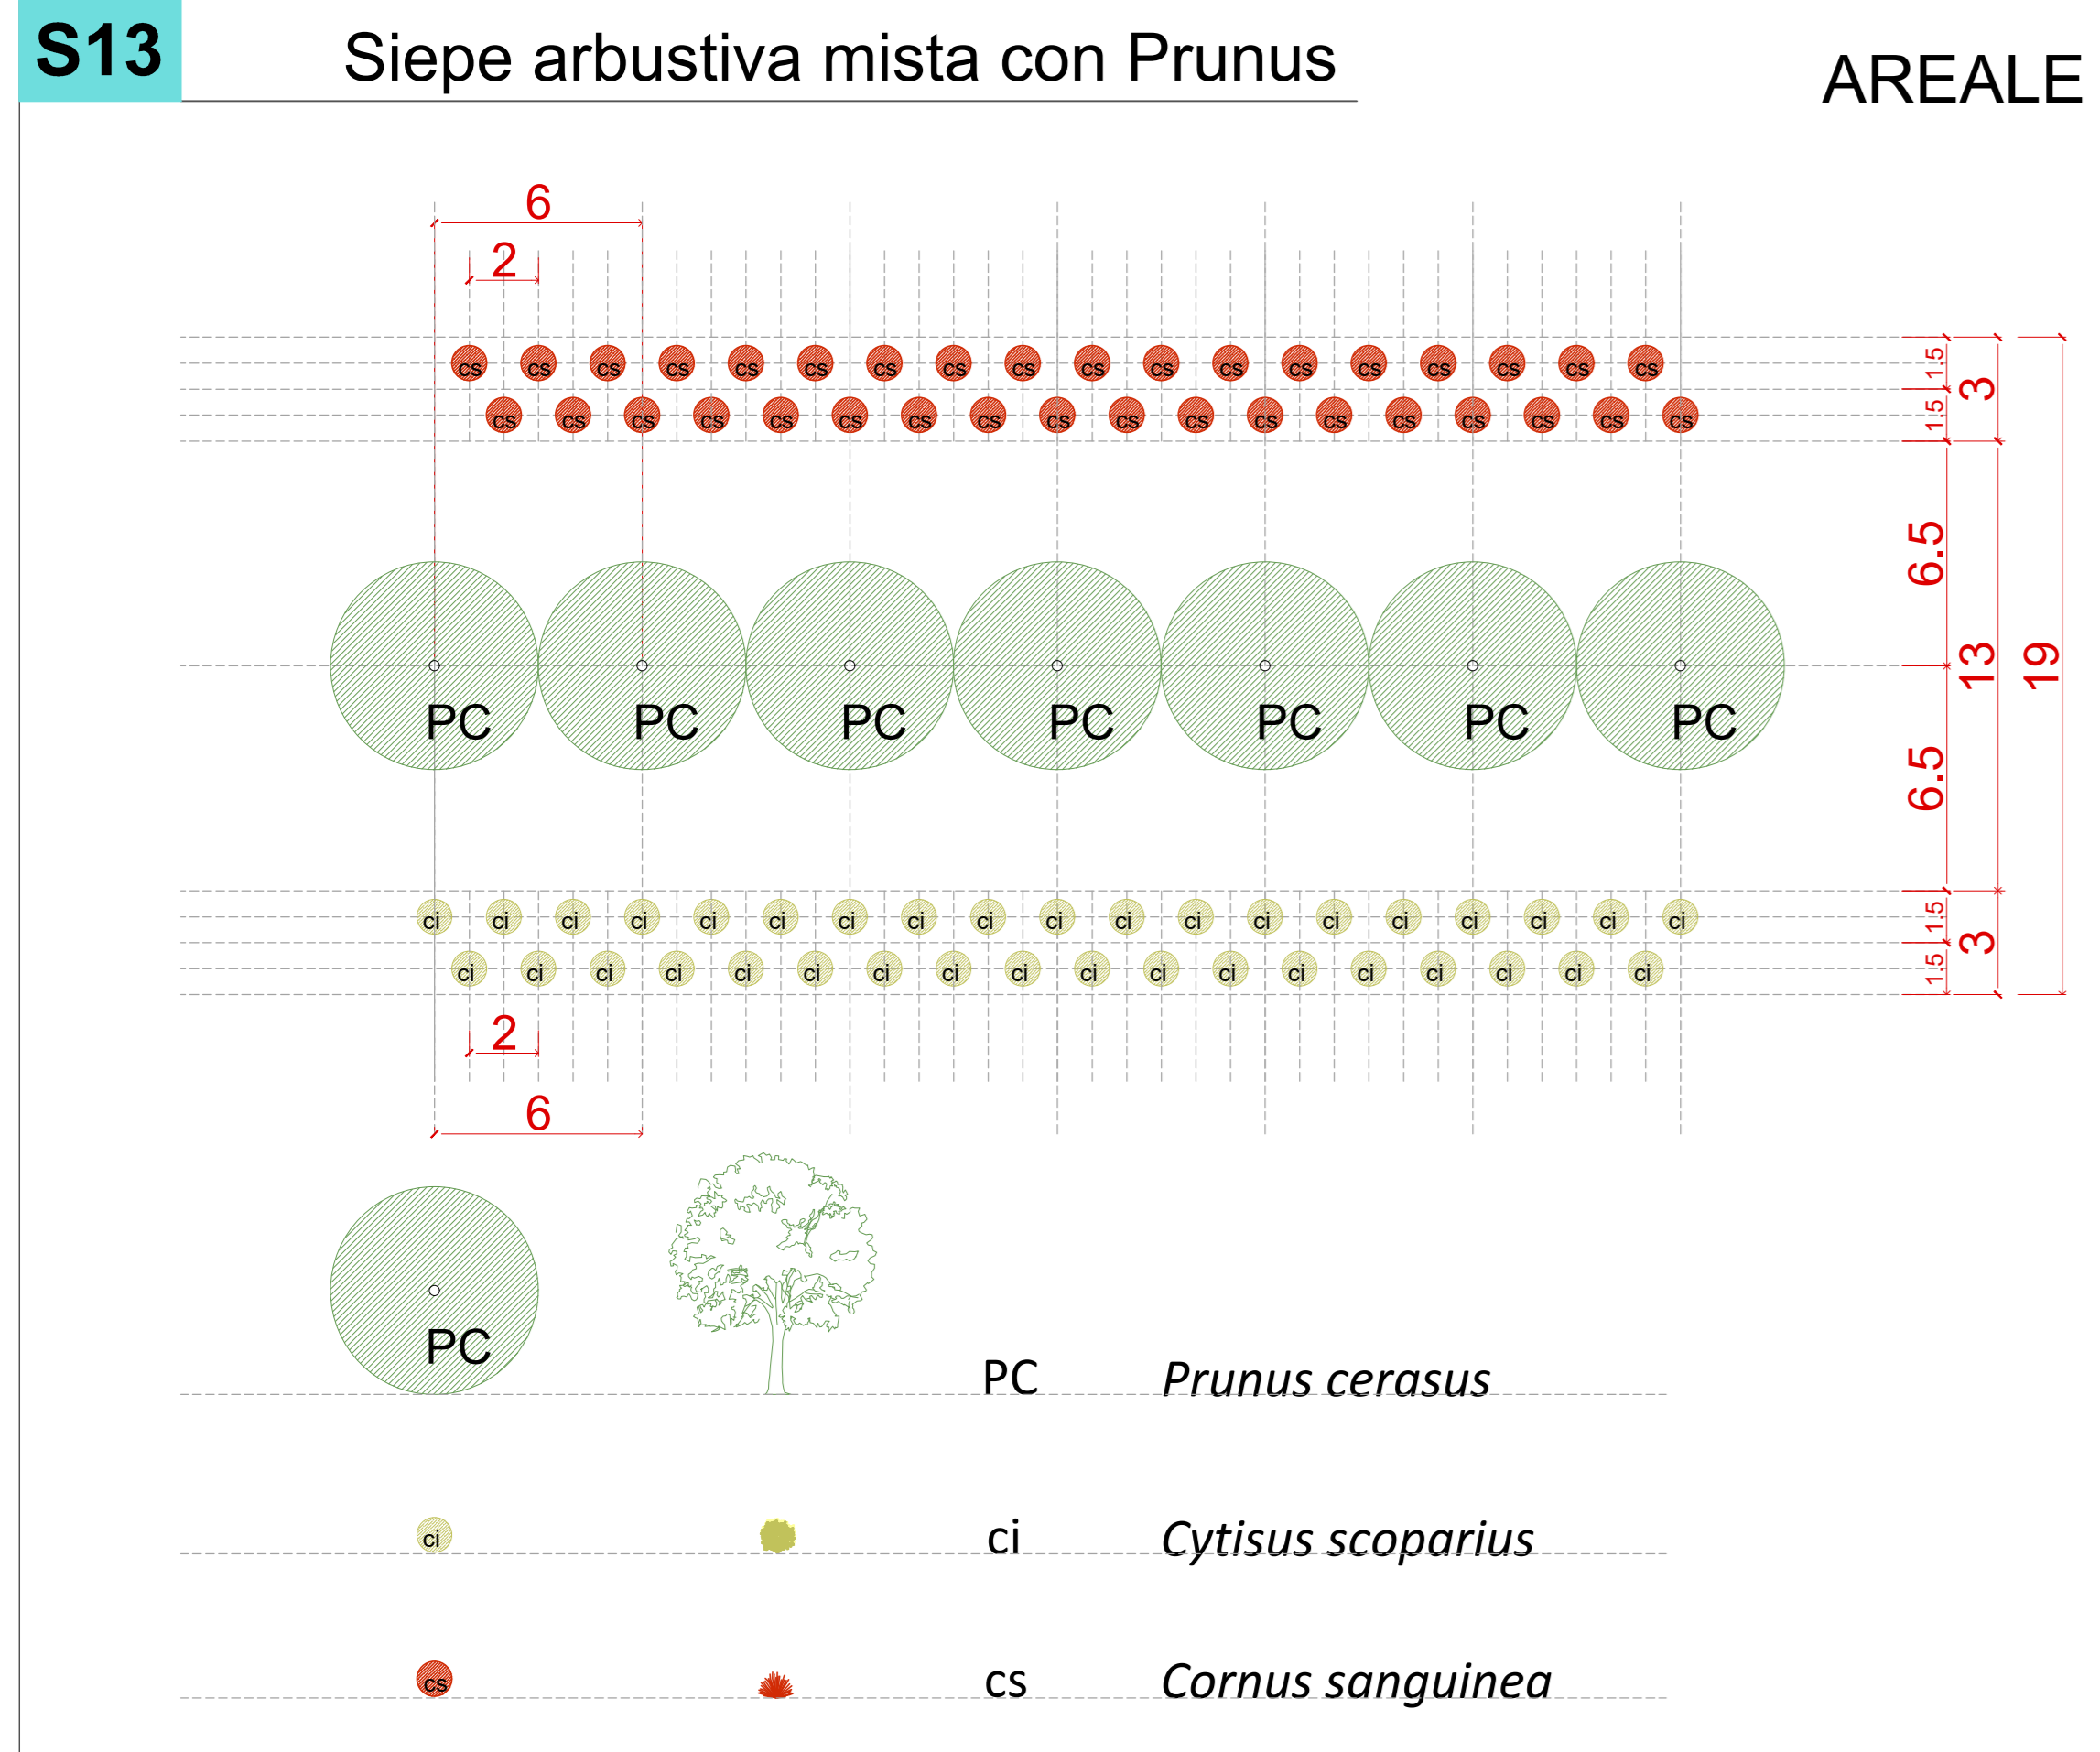 S13 Siepe arbustiva mista con Prunus AREALE
6
2
cs cs cs cs cs cs cs cs cs cs cs cs cs cs cs cs cs cs 1.5
3
cs cs cs cs cs cs cs cs cs cs cs cs cs cs cs cs cs cs 1.5
6.5
13 19
PC PC PC PC PC PC PC
6.5
ci ci ci ci ci ci ci ci ci ci ci ci ci ci ci ci ci ci ci 1.5
3
ci ci ci ci ci ci ci ci ci ci ci ci ci ci ci ci ci ci 1.5
2
6
PC PC Prunus cerasus
ci ci Cytisus scoparius
cs cs Cornus sanguinea